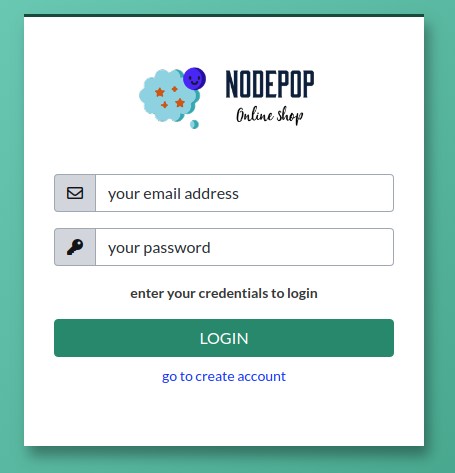 NODEPOP
Online shop
your email address
your password
enter your credentials to login
LOGIN
go to create account